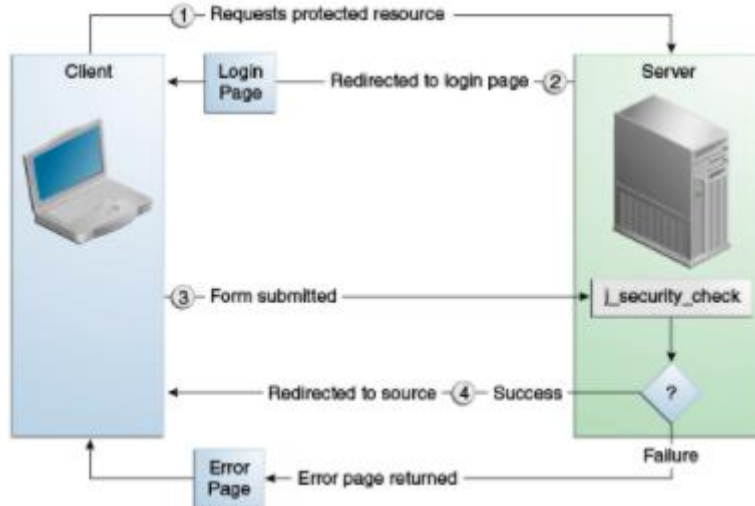 1 Requests protected resource
Client
Login
Page
Redirected to login page 2
Server
3 Form submitted
j_security_check
Redirected to source 4 Success
?
Failure
Error
Page
Error page returned